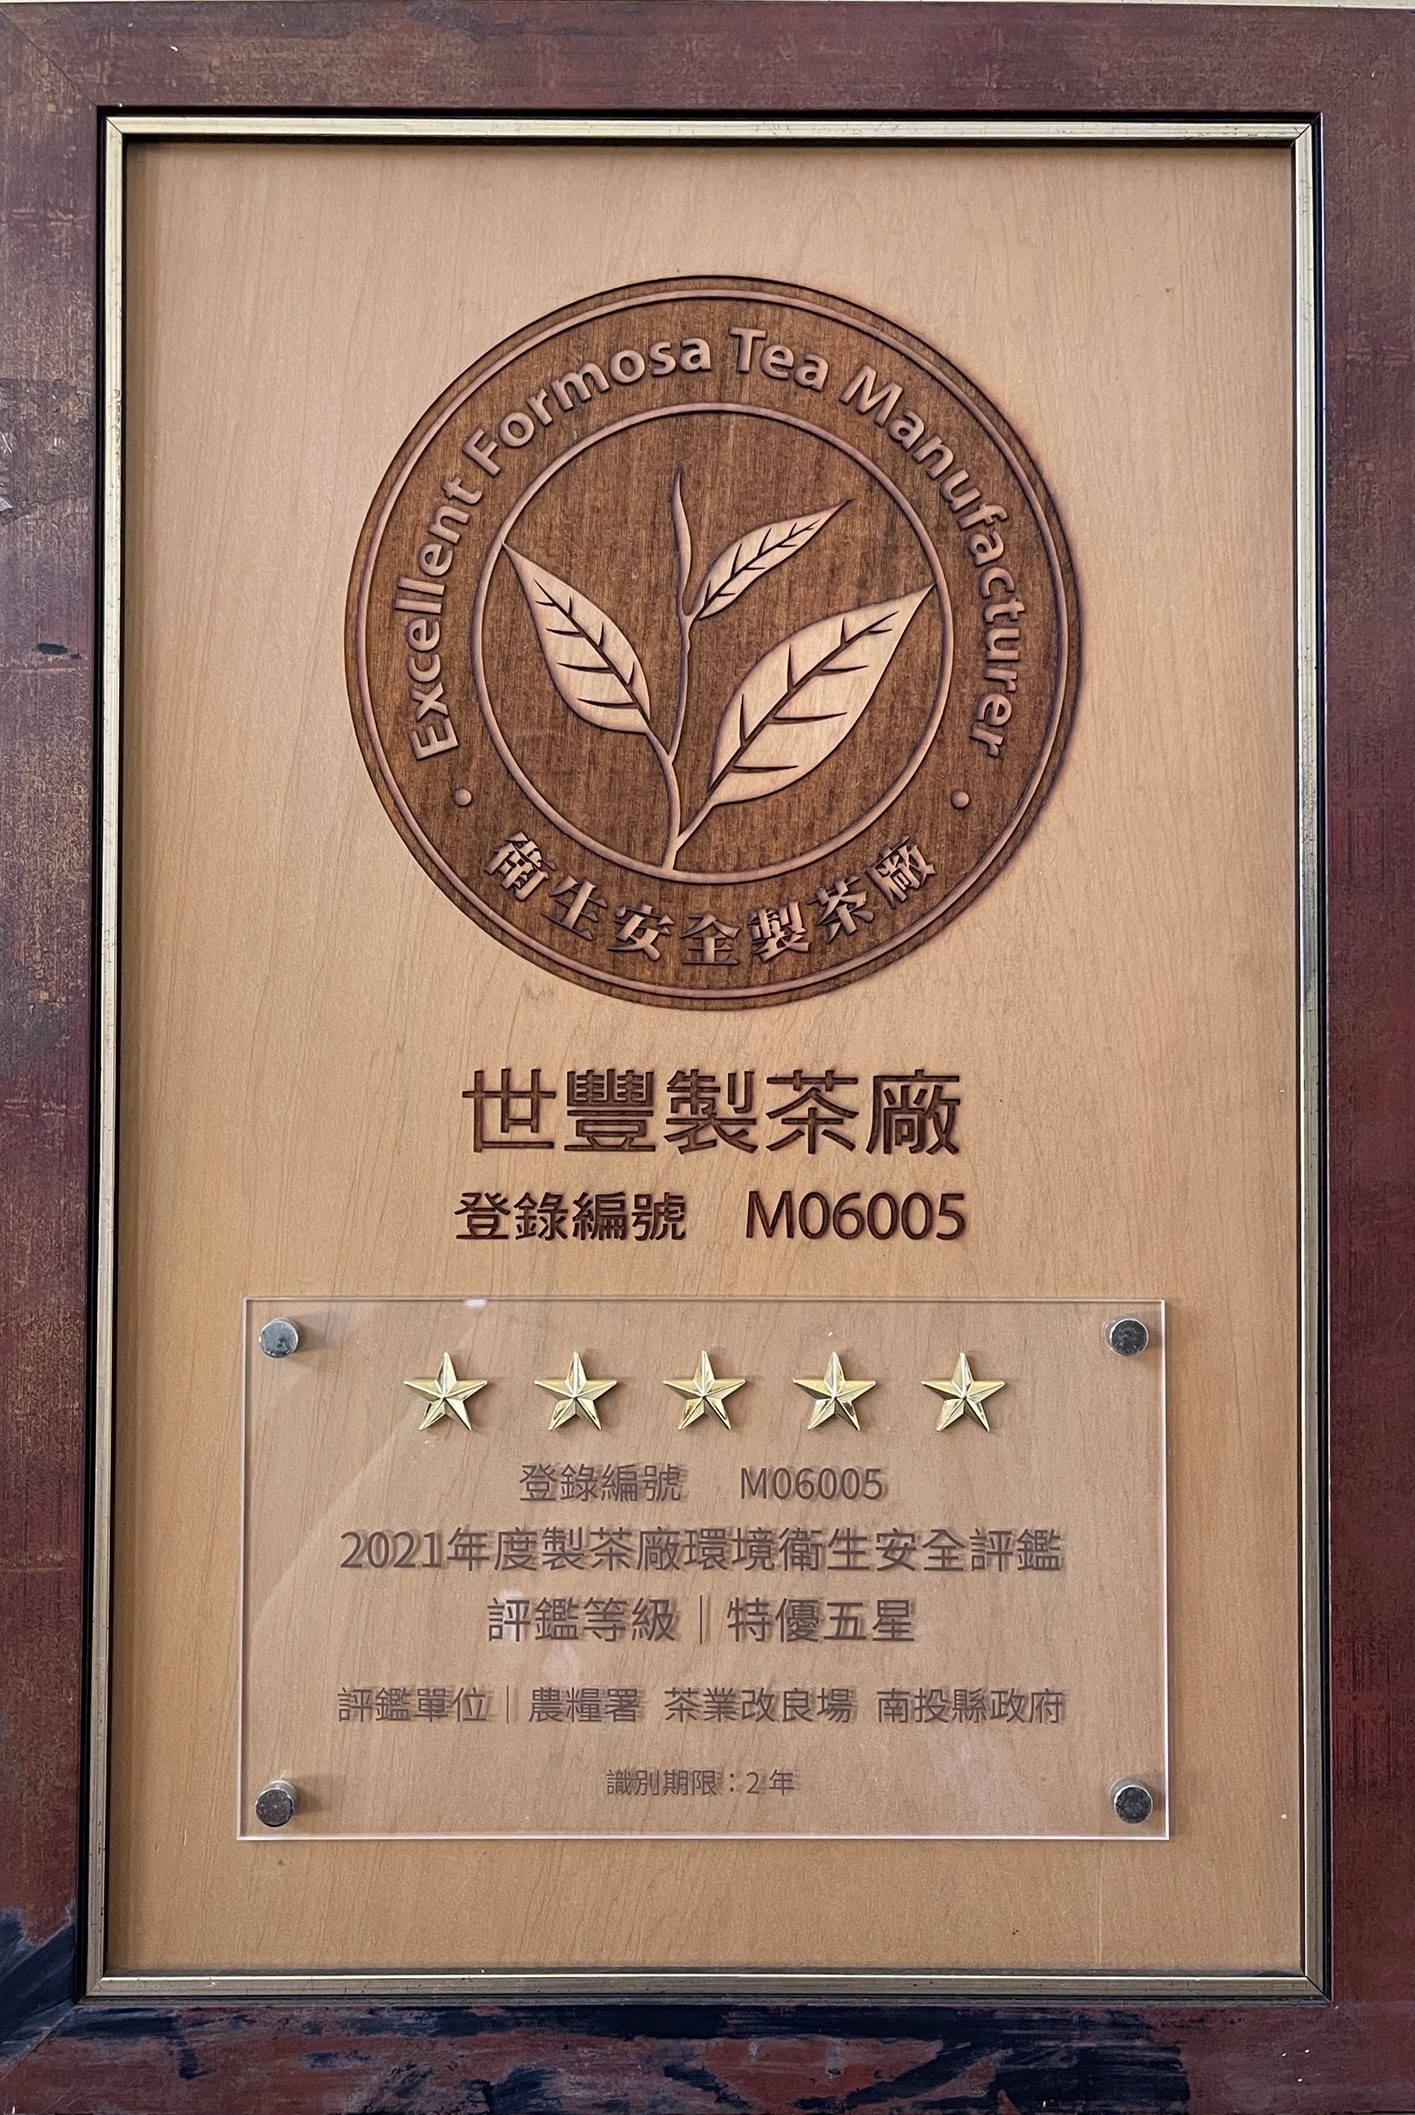 Excellent Formosa Tea Manufacturer
衛生安全製茶廠
世豐製茶廠
登錄編號 M06005
登錄編號 M06005
2021年度製茶廠環境衛生安全評鑑
評鑑等級｜特優五星
評鑑單位｜農糧署 茶業改良場 南投縣政府
識別期限：2 年